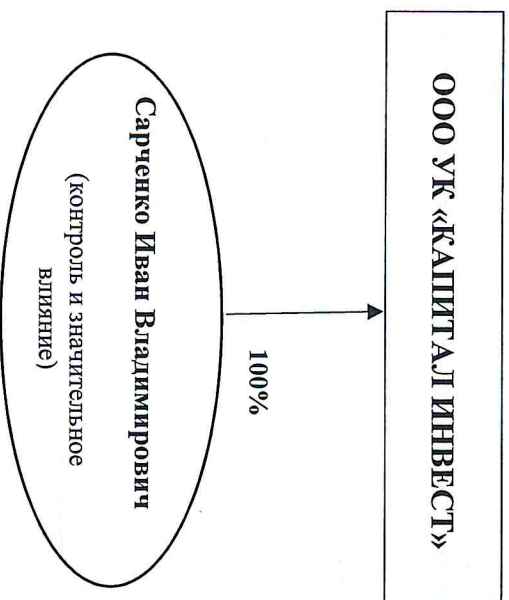 ООО УК «КАПИТАЛ ИНВЕСТ»
100%
Сарченко Иван Владимирович
(контроль и значительное
влияние)